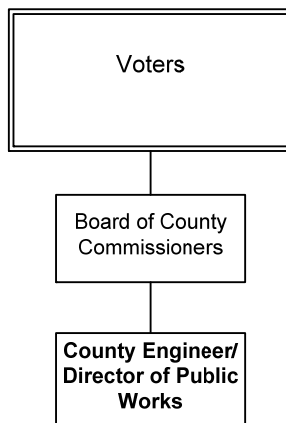 Voters
Board of County
Commissioners
County Engineer/
Director of Public
Works